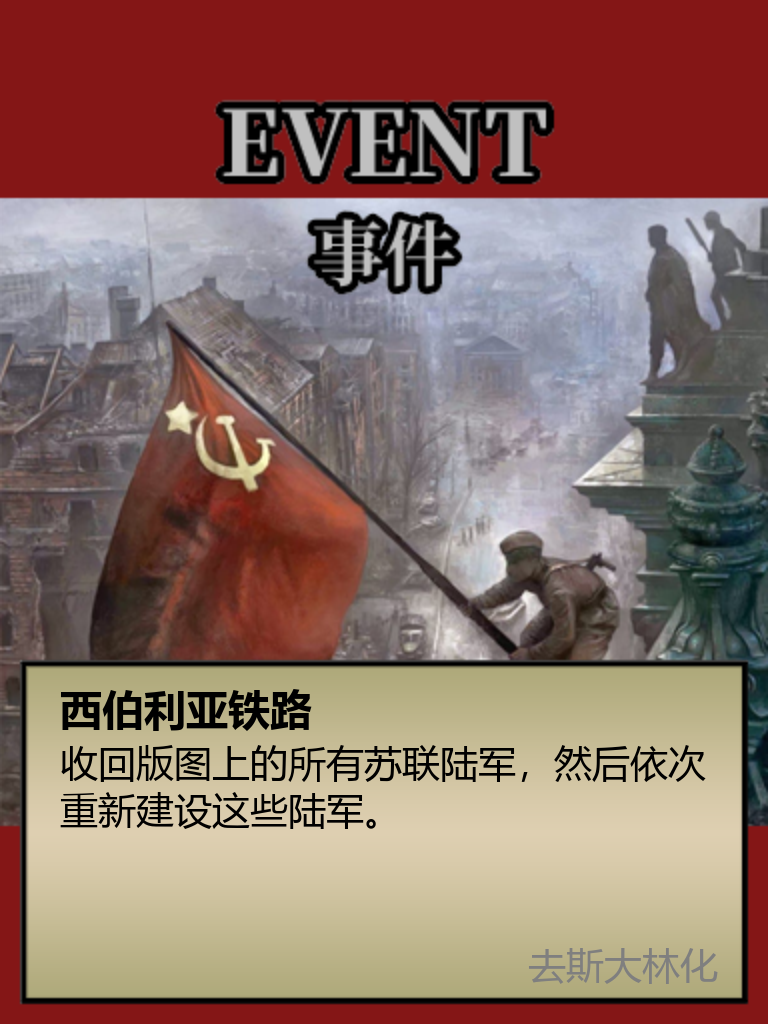 EVENT
事件
西伯利亚铁路
收回版图上的所有苏联陆军，然后依次
重新建设这些陆军。
去斯大林化